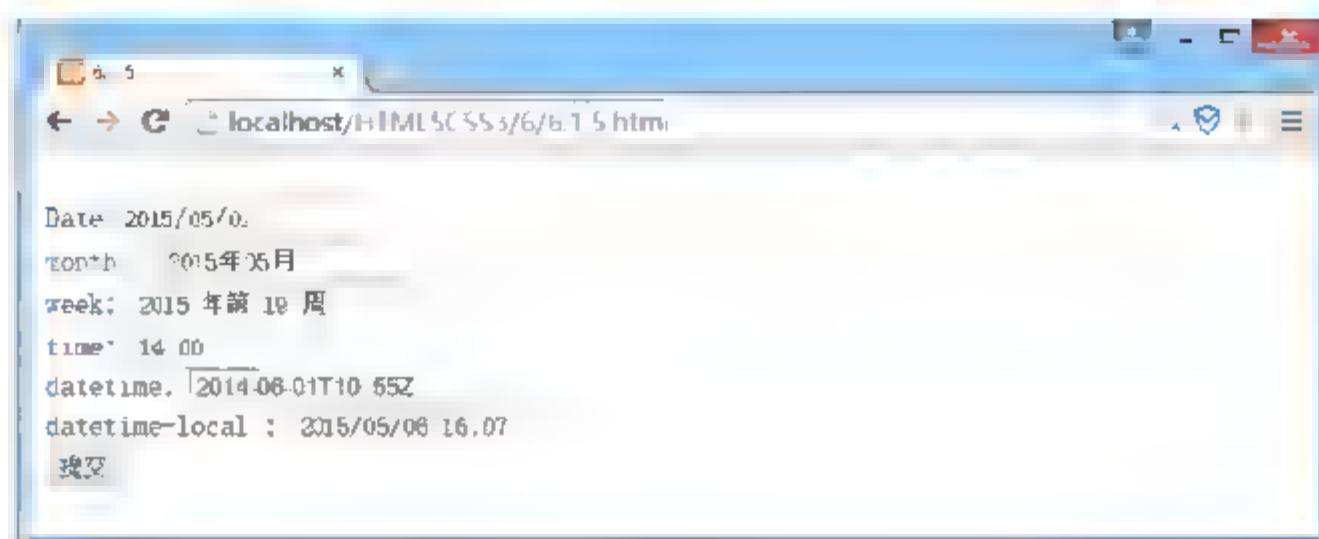 localhost/HTML5CSS3/6/6.1.5.html
Date 2015/05/0
month 2015年05月
week: 2015 年第 19 周
time: 14:00
datetime: 2014-06-01T10:55Z
datetime-local : 2015/05/06 16:07
提交